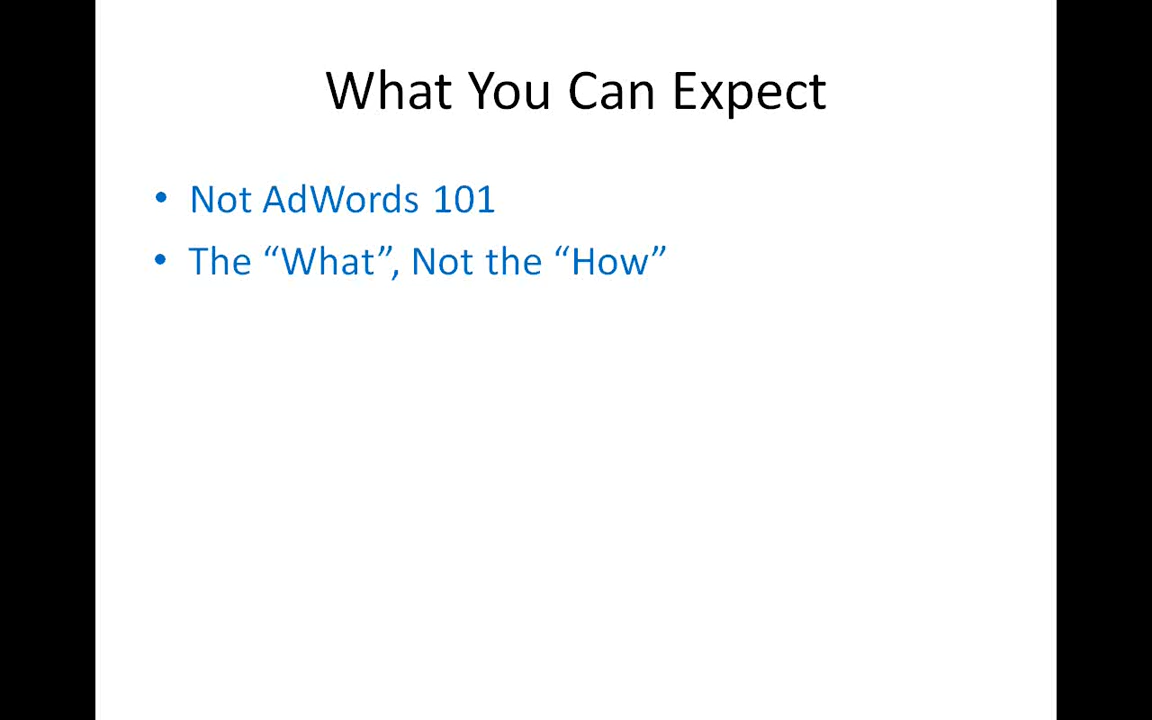 What You Can Expect
• Not AdWords 101
• The “What”, Not the “How”